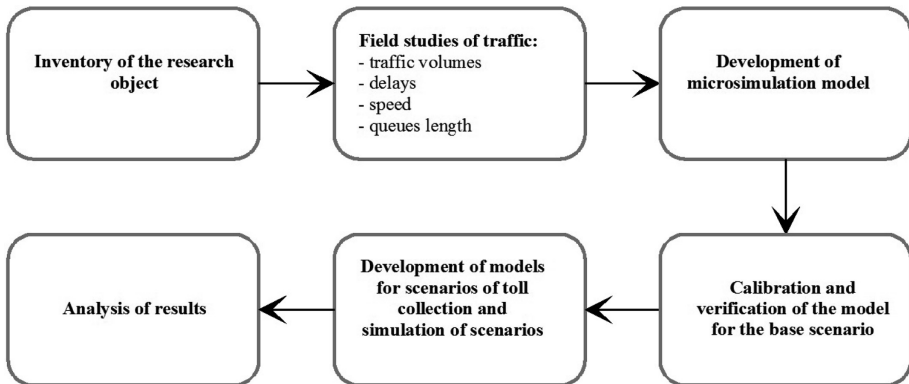 Inventory of the research
object
Field studies of traffic:
- traffic volumes
- delays
- speed
- queues length
Development of
microsimulation model
Calibration and
verification of the model
for the base scenario
Development of models
for scenarios of toll
collection and
simulation of scenarios
Analysis of results